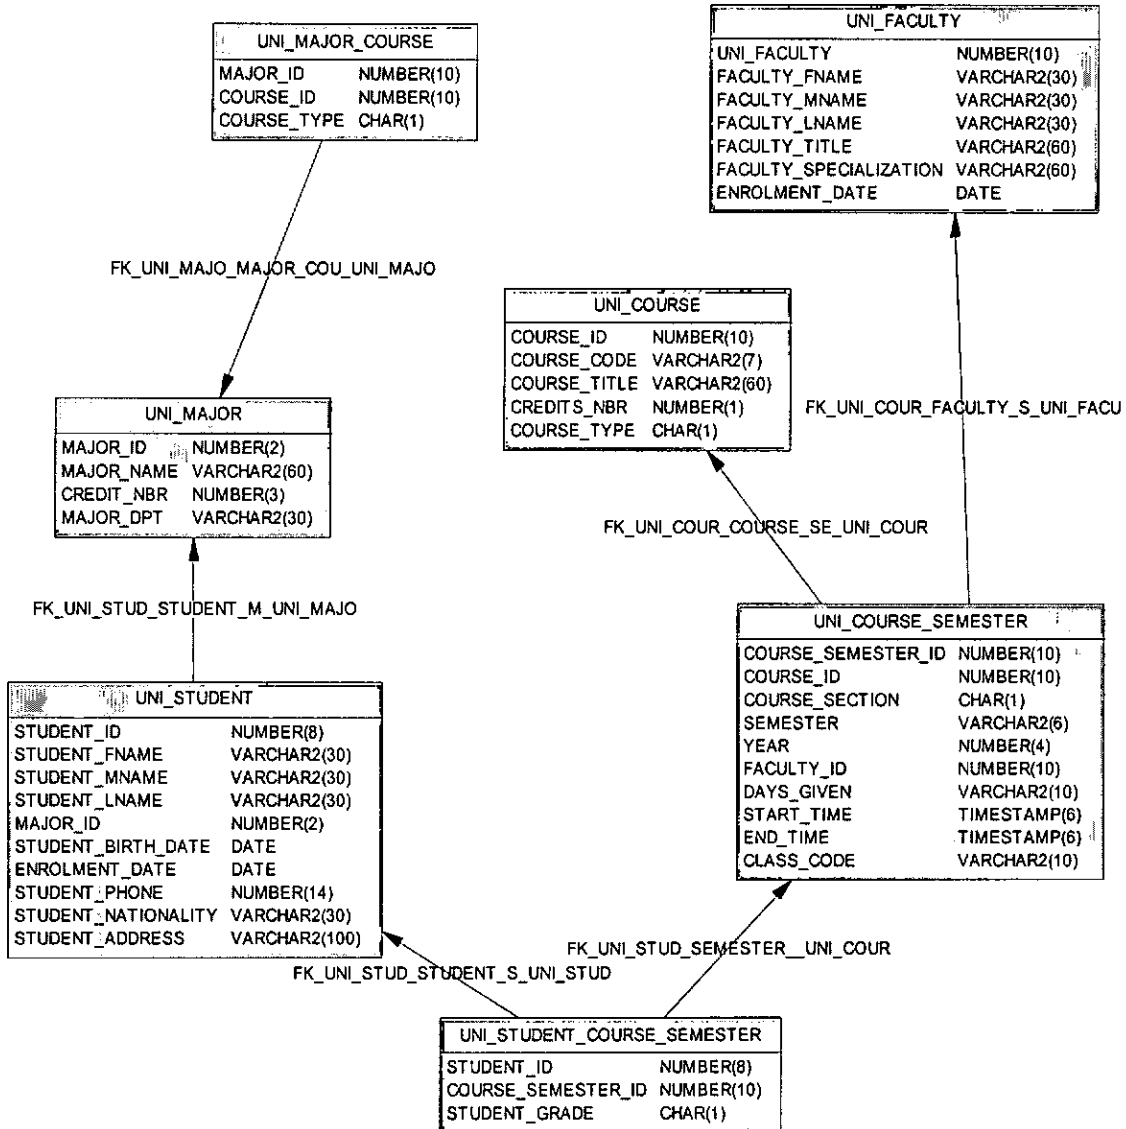 UNI_MAJOR_COURSE
MAJOR_ID NUMBER(10)
COURSE_ID NUMBER(10)
COURSE_TYPE CHAR(1)
UNI_FACULTY
UNI_FACULTY NUMBER(10)
FACULTY_FNAME VARCHAR2(30)
FACULTY_MNAME VARCHAR2(30)
FACULTY_LNAME VARCHAR2(30)
FACULTY_TITLE VARCHAR2(60)
FACULTY_SPECIALIZATION VARCHAR2(60)
ENROLMENT_DATE DATE
FK_UNI_MAJO_MAJOR_COU_UNI_MAJO
UNI_COURSE
COURSE_ID NUMBER(10)
COURSE_CODE VARCHAR2(7)
COURSE_TITLE VARCHAR2(60)
CREDITS_NBR NUMBER(1)
COURSE_TYPE CHAR(1)
FK_UNI_COUR_FACULTY_S_UNI_FACU
UNI_MAJOR
MAJOR_ID NUMBER(2)
MAJOR_NAME VARCHAR2(60)
CREDIT_NBR NUMBER(3)
MAJOR_DPT VARCHAR2(30)
FK_UNI_COUR_COURSE_SE_UNI_COUR
FK_UNI_STUD_STUDENT_M_UNI_MAJO
UNI_COURSE_SEMESTER
COURSE_SEMESTER_ID NUMBER(10)
COURSE_ID NUMBER(10)
COURSE_SECTION CHAR(1)
SEMESTER VARCHAR2(6)
YEAR NUMBER(4)
FACULTY_ID NUMBER(10)
DAYS_GIVEN VARCHAR2(10)
START_TIME TIMESTAMP(6)
END_TIME TIMESTAMP(6)
CLASS_CODE VARCHAR2(10)
UNI_STUDENT
STUDENT_ID NUMBER(8)
STUDENT_FNAME VARCHAR2(30)
STUDENT_MNAME VARCHAR2(30)
STUDENT_LNAME VARCHAR2(30)
MAJOR_ID NUMBER(2)
STUDENT_BIRTH_DATE DATE
ENROLMENT_DATE DATE
STUDENT_PHONE NUMBER(14)
STUDENT_NATIONALITY VARCHAR2(30)
STUDENT_ADDRESS VARCHAR2(100)
FK_UNI_STUD_SEMESTER__UNI_COUR
FK_UNI_STUD_STUDENT_S_UNI_STUD
UNI_STUDENT_COURSE_SEMESTER
STUDENT_ID NUMBER(8)
COURSE_SEMESTER_ID NUMBER(10)
STUDENT_GRADE CHAR(1)